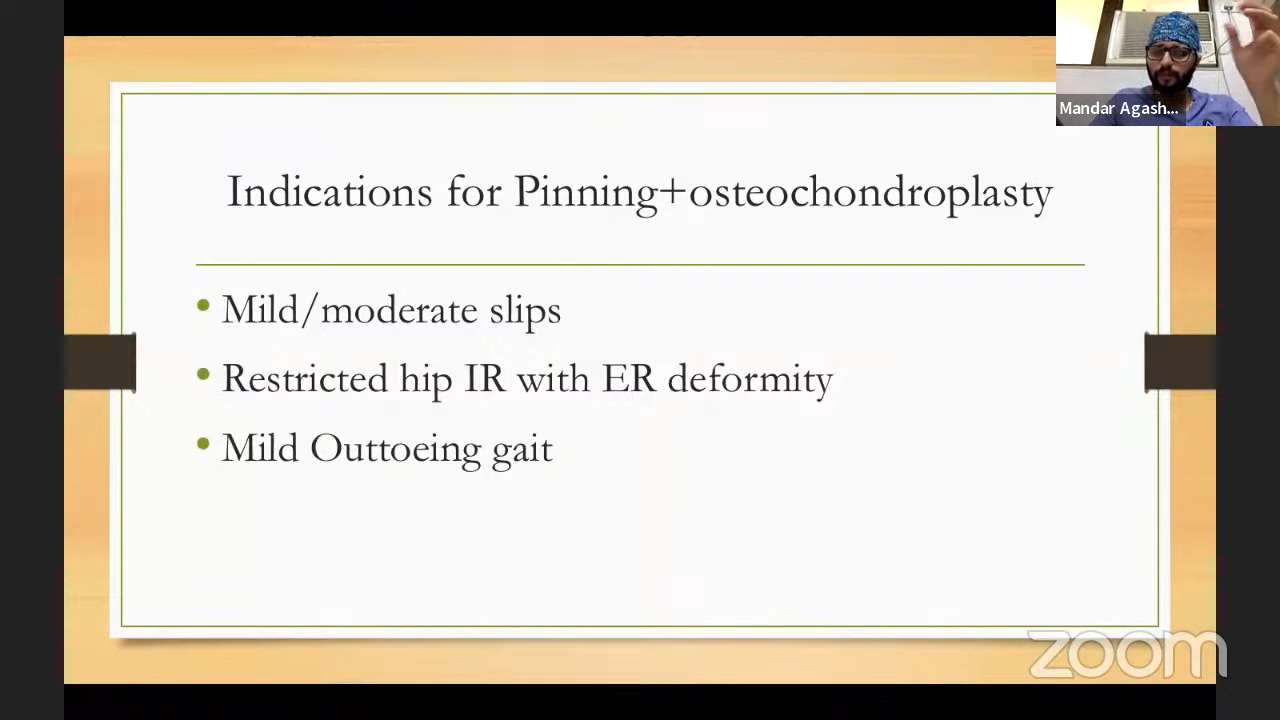 Mandar Agash...
Indications for Pinning+osteochondroplasty
• Mild/moderate slips
• Restricted hip IR with ER deformity
• Mild Outtoeing gait
zoom